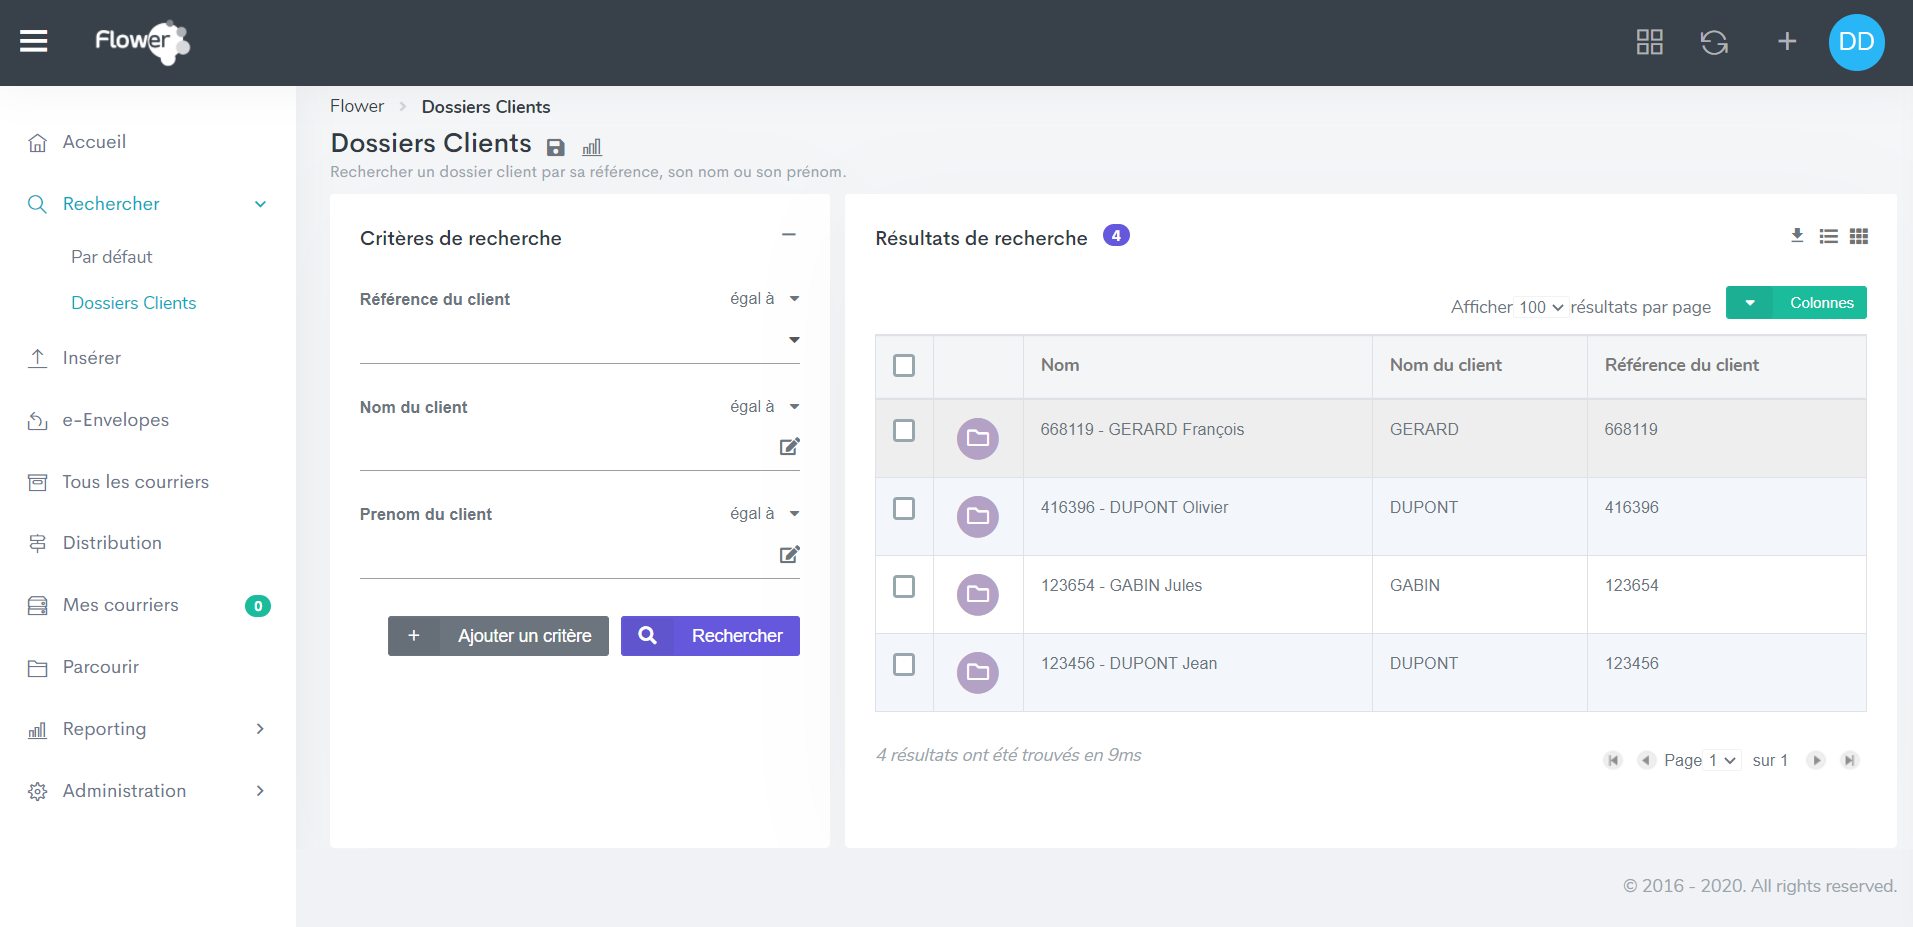 Flower
DD
Accueil
Rechercher
Par défaut
Dossiers Clients
Insérer
e-Envelopes
Tous les courriers
Distribution
Mes courriers 0
Parcourir
Reporting
Administration
Flower > Dossiers Clients
Dossiers Clients
Rechercher un dossier client par sa référence, son nom ou son prénom.
Critères de recherche
Référence du client égal à
Nom du client égal à
Prenom du client égal à
+ Ajouter un critère Rechercher
Résultats de recherche 4
Afficher 100 résultats par page Colonnes
Nom Nom du client Référence du client
668119 - GERARD François GERARD 668119
416396 - DUPONT Olivier DUPONT 416396
123654 - GABIN Jules GABIN 123654
123456 - DUPONT Jean DUPONT 123456
4 résultats ont été trouvés en 9ms
Page 1 sur 1
© 2016 - 2020. All rights reserved.